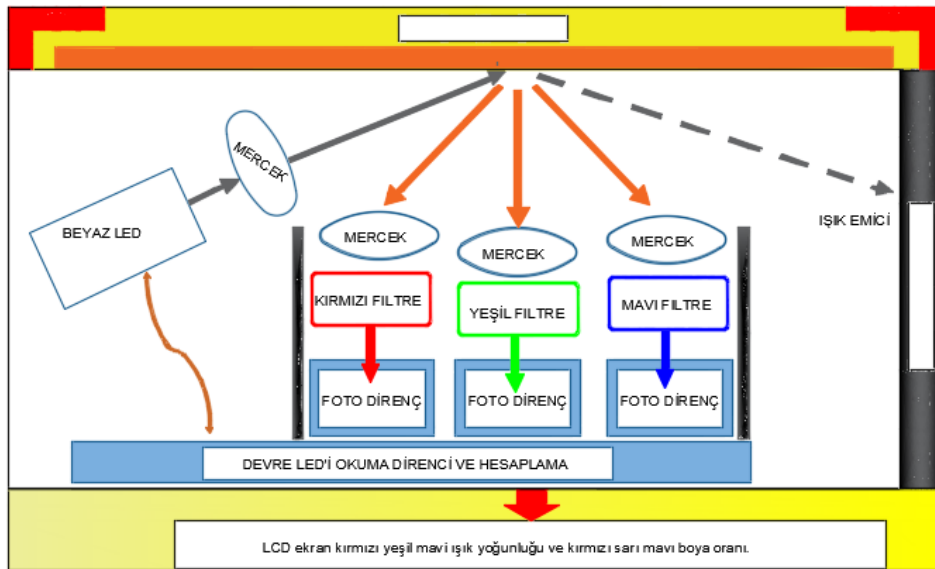 MERCEK
BEYAZ LED
IŞIK EMİCİ
MERCEK
MERCEK
MERCEK
KIRMIZI FILTRE
YEŞİL FILTRE
MAVI FILTRE
FOTO DİRENÇ
FOTO DİRENÇ
FOTO DİRENÇ
DEVRE LED'İ OKUMA DIRENCİ VE HESAPLAMA
LCD ekran kırmızı yeşil mavi ışık yoğunluğu ve kırmızı sarı mavı boya oranı.